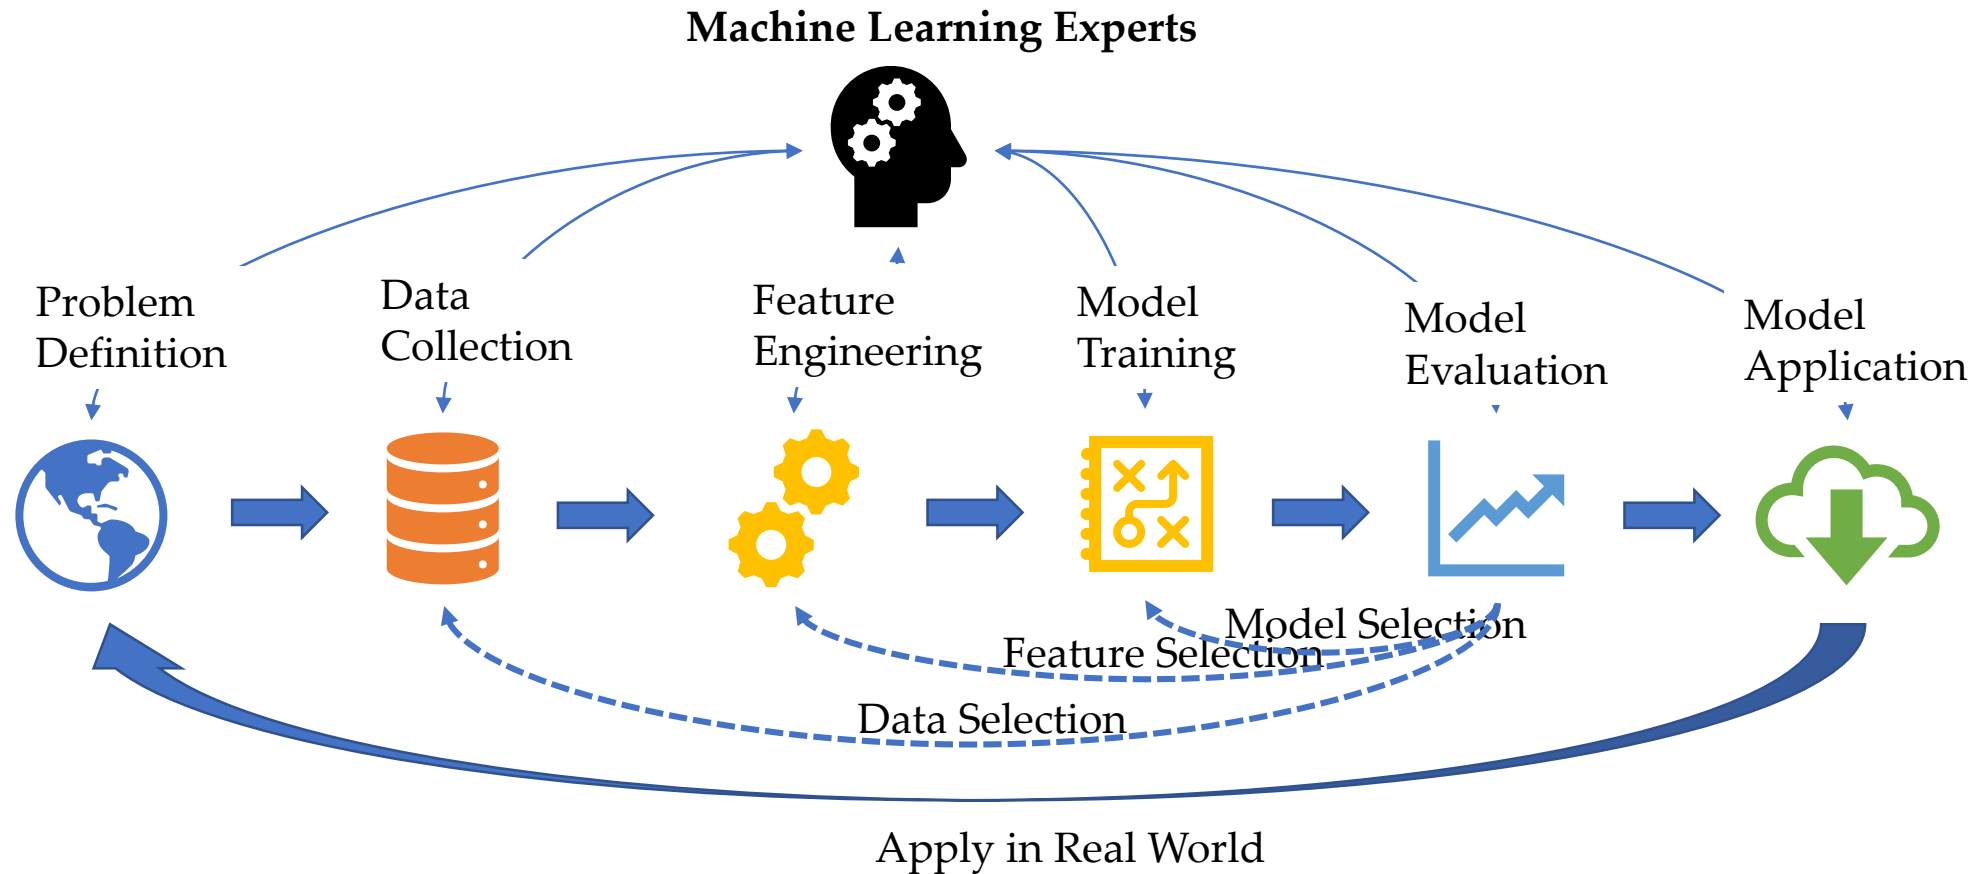 Machine Learning Experts
Problem
Definition
Data
Collection
Feature
Engineering
Model
Training
Model
Evaluation
Model
Application
Model Selection
Feature Selection
Data Selection
Apply in Real World